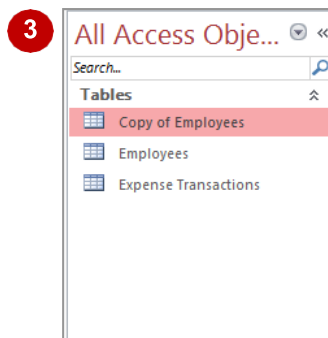 3
All Access Obje...
Search...
Tables
Copy of Employees
Employees
Expense Transactions